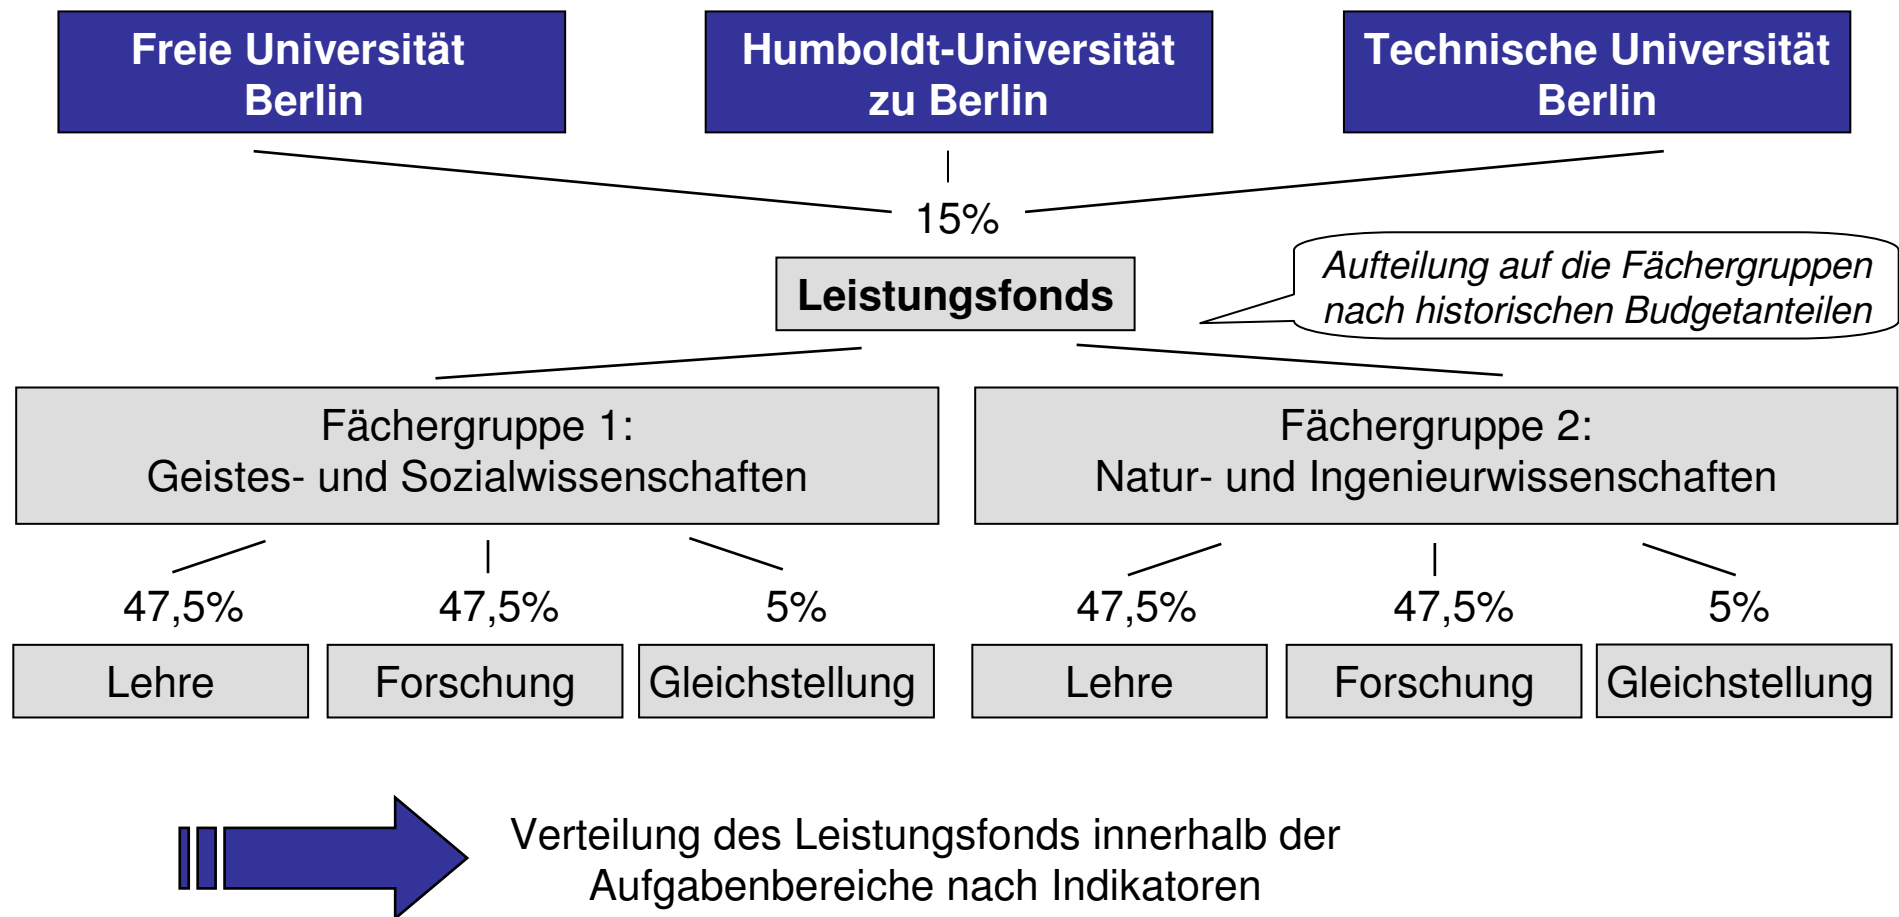 Freie Universität
Berlin
Humboldt-Universität
zu Berlin
Technische Universität
Berlin
15%
Leistungsfonds
Aufteilung auf die Fächergruppen
nach historischen Budgetanteilen
Fächergruppe 1:
Geistes- und Sozialwissenschaften
Fächergruppe 2:
Natur- und Ingenieurwissenschaften
47,5%
47,5%
5%
47,5%
47,5%
5%
Lehre
Forschung
Gleichstellung
Lehre
Forschung
Gleichstellung
Verteilung des Leistungsfonds innerhalb der
Aufgabenbereiche nach Indikatoren